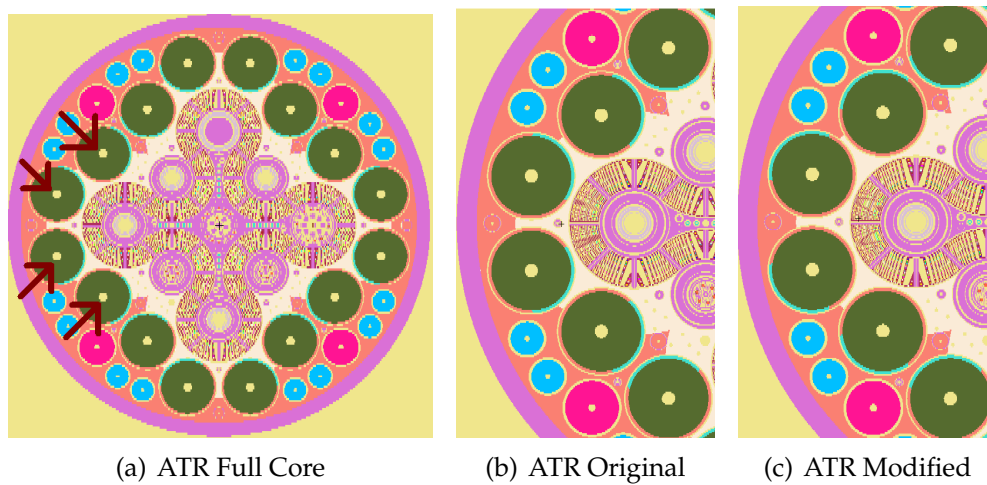 (a) ATR Full Core
(b) ATR Original
(c) ATR Modified